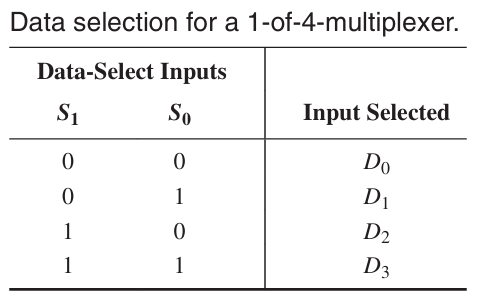 Data selection for a 1-of-4-multiplexer.
Data-Select Inputs
S₁ S₀ Input Selected
0 0 D₀
0 1 D₁
1 0 D₂
1 1 D₃